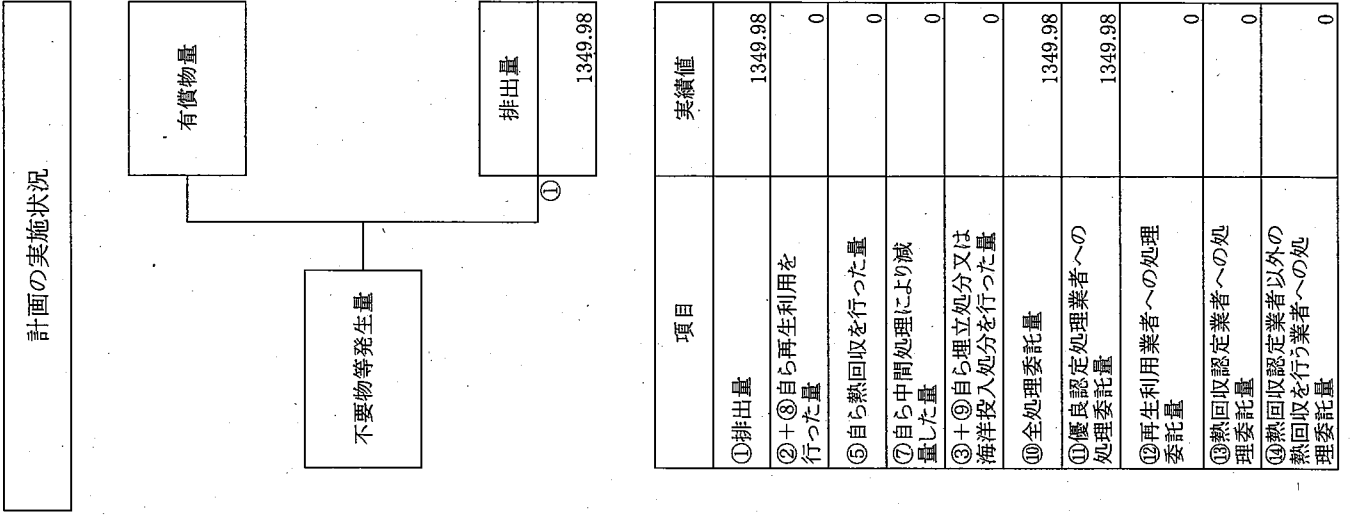 計画の実施状況
有償物量
不要物等発生量
排出量
1349.98
①
項目
実績値
①排出量
1349.98
②+⑧自ら再生利用を
行った量
0
⑤自ら熱回収を行った量
0
⑦自ら中間処理により減
量した量
0
③+⑨自ら埋立処分又は
海洋投入処分を行った量
0
⑩全処理委託量
1349.98
⑪優良認定処理業者への
処理委託量
1349.98
⑫再生利用業者への処理
委託量
0
⑬熱回収認定業者への処
理委託量
0
⑭熱回収認定業者以外の
熱回収を行う業者への処
理委託量
0